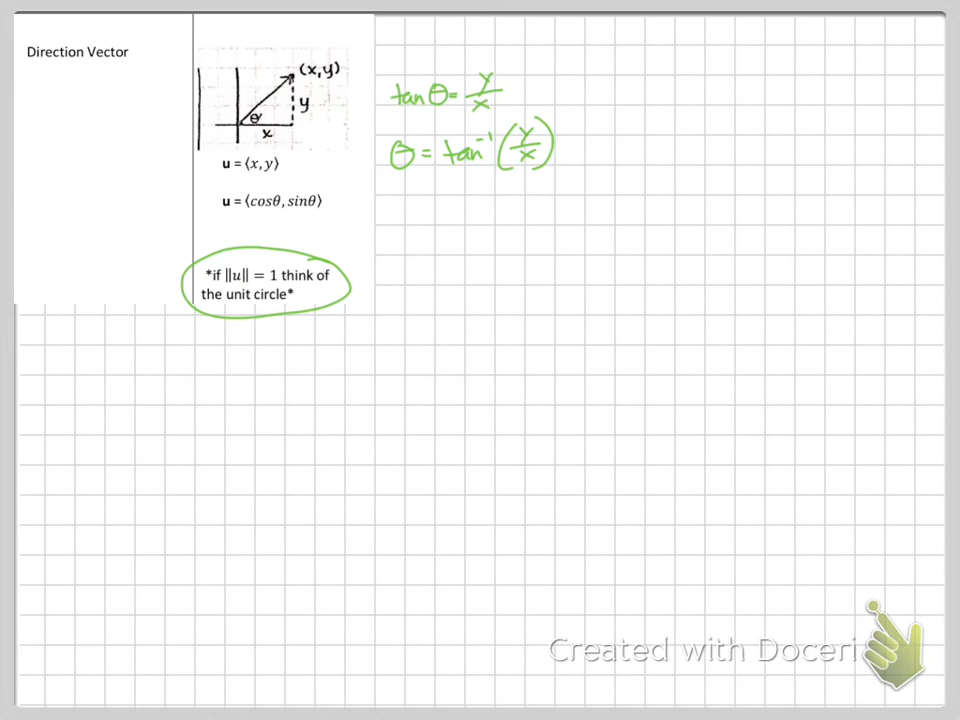 Direction Vector
(x,y)
y
θ
x
u = ⟨x, y⟩
u = ⟨cosθ, sinθ⟩
*if ‖u‖ = 1 think of
the unit circle*
tan θ = y/x
θ = tan⁻¹ (y/x)
Created with Doceri